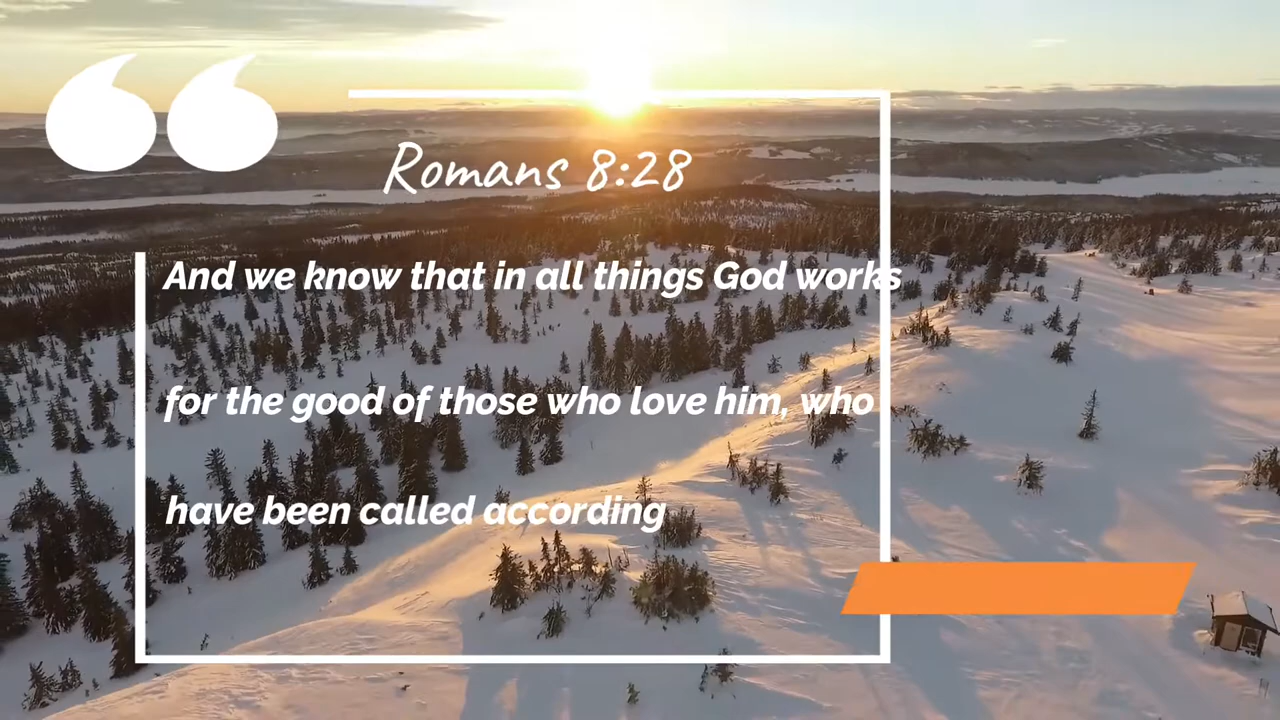 Romans 8:28
And we know that in all things God works
for the good of those who love him, who
have been called according